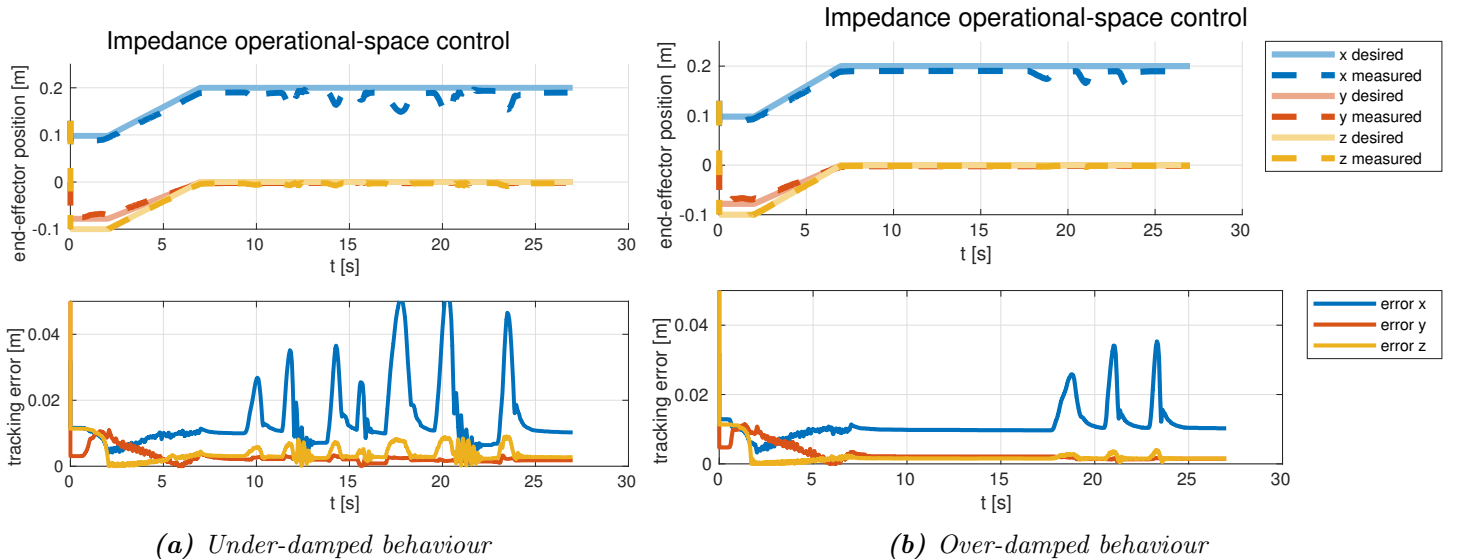 Impedance operational-space control
end-effector position [m]
0.2
0.1
0
-0.1
0
5
10
15
20
25
30
t [s]
tracking error [m]
0.04
0.02
0
0
5
10
15
20
25
30
t [s]
(a) Under-damped behaviour
Impedance operational-space control
end-effector position [m]
0.2
0.1
0
-0.1
0
5
10
15
20
25
30
t [s]
x desired
x measured
y desired
y measured
z desired
z measured
tracking error [m]
0.04
0.02
0
0
5
10
15
20
25
30
t [s]
error x
error y
error z
(b) Over-damped behaviour